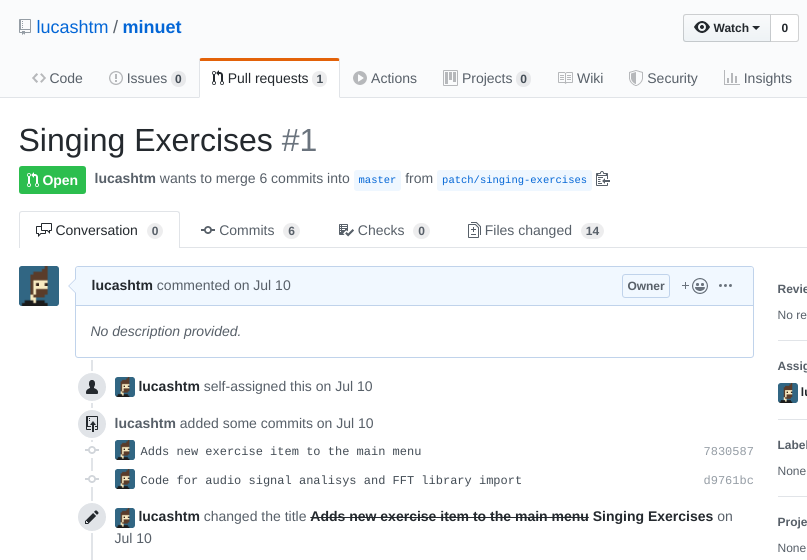 lucashtm / minuet
Watch 0
Code Issues 0 Pull requests 1 Actions Projects 0 Wiki Security Insights
Singing Exercises #1
Open lucashtm wants to merge 6 commits into master from patch/singing-exercises
Conversation 0 Commits 6 Checks 0 Files changed 14
lucashtm commented on Jul 10 Owner + ···
No description provided.
lucashtm self-assigned this on Jul 10
lucashtm added some commits on Jul 10
Adds new exercise item to the main menu 7830587
Code for audio signal analisys and FFT library import d9761bc
lucashtm changed the title Adds new exercise item to the main menu Singing Exercises on
Jul 10
Revie
No re
Assig
lu
Label
None
Proje
None